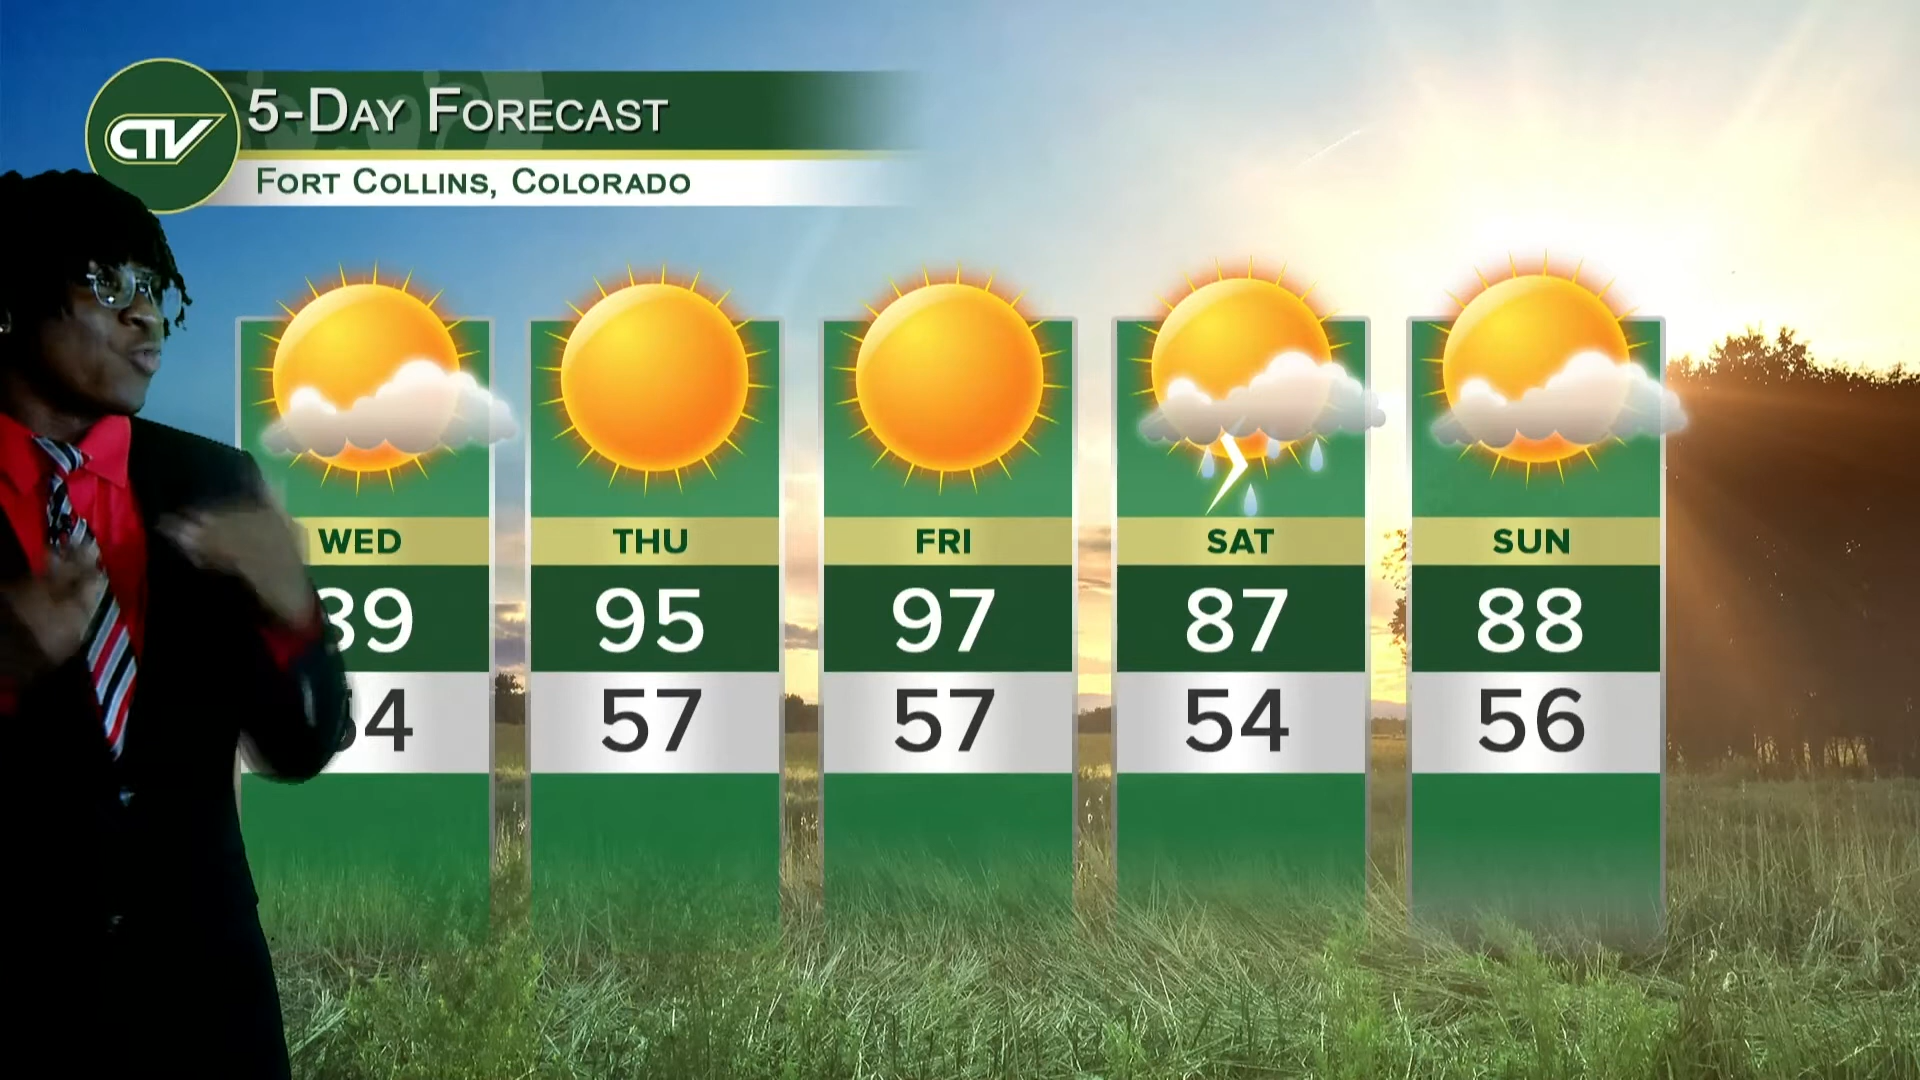 CTV
5-Day Forecast
Fort Collins, Colorado
WED THU FRI SAT SUN
95 97 87 88
57 57 54 56